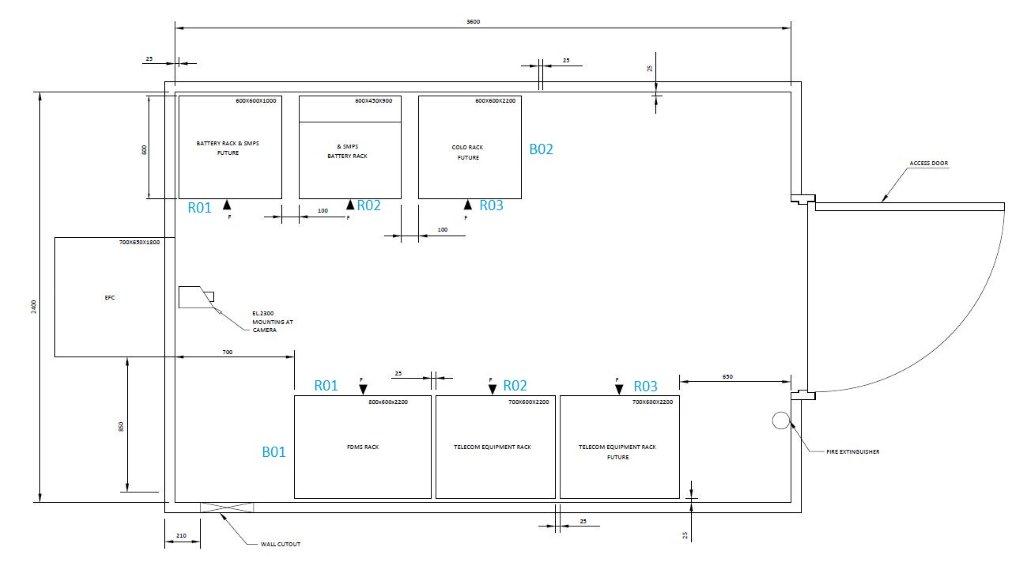 3600
25
25
25
600X600X1000
600X450X900
600X600X2200
600
BATTERY RACK & SMPS
FUTURE
& SMPS
BATTERY RACK
COLO RACK
FUTURE
B02
ACCESS DOOR
R01
R02
R03
F
F
F
100
100
700X650X1800
EFC
2400
EL.2300
MOUNTING AT
CAMERA
700
850
R01
F
25
F
R02
F
R03
650
800x600x2200
700X600X2200
700X600X2200
B01
FDMS RACK
TELECOM EQUIPMENT RACK
TELECOM EQUIPMENT RACK
FUTURE
FIRE EXTINGUISHER
210
WALL CUTOUT
25
25